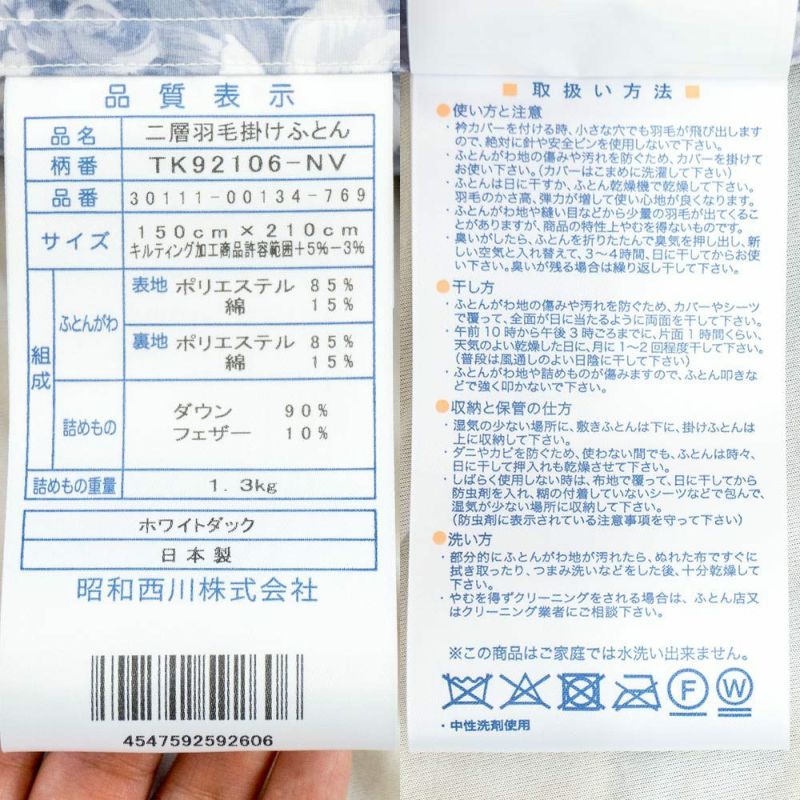 品質表示
品名 二層羽毛掛けふとん
柄番 TK92106-NV
品番 30111-00134-769
サイズ 150cm×210cm
キルティング加工商品許容範囲+5%-3%
組成 ふとんがわ 表地 ポリエステル 85%
綿 15%
裏地 ポリエステル 85%
綿 15%
詰めもの ダウン 90%
フェザー 10%
詰めもの重量 1.3kg
ホワイトダック
日本製
昭和西川株式会社
4547592592606
■ 取扱い方法 ■
●使い方と注意
・衿カバーを付ける時、小さな穴でも羽毛が飛び出します
ので、絶対に針や安全ピンを使用しないで下さい。
・ふとんがわ地の傷みや汚れを防ぐため、カバーを掛けて
お使い下さい。(カバーはこまめに洗濯して下さい)
・ふとんは日に干すか、ふとん乾燥機で乾燥して下さい。
羽毛のかさ高、弾力が増して使い心地が良くなります。
・ふとんがわ地や縫い目などから少量の羽毛が出てくるこ
とがありますが、商品の特性上やむを得ないものです。
・臭いがしたら、ふとんを折りたたんで臭気を押し出し、新
しい空気と入れ替えて、3～4時間、日に干してからお使
い下さい。臭いが残る場合は繰り返し干して下さい。
●干し方
・ふとんがわ地の傷みや汚れを防ぐため、カバーやシーツ
で覆って、全面が日に当たるように両面を干して下さい。
・午前10時から午後3時ごろまでに、片面1時間くらい、
天気のよい乾燥した日に、月に1～2回程度干して下さい。
(普段は風通しのよい日陰に干して下さい)
・ふとんがわ地や詰めものが傷みますので、ふとん叩きな
どで強く叩かないで下さい。
●収納と保管の仕方
・湿気の少ない場所に、敷きふとんは下に、掛けふとんは
上に収納して下さい。
・ダニやカビを防ぐため、使わない間でも、ふとんは時々、
日に干して押入れも乾燥させて下さい。
・しばらく使用しない時は、布地で覆って、日に干してから
防虫剤を入れ、糊の付着していないシーツなどで包んで、
湿気が少ない場所に収納して下さい。
(防虫剤に表示されている注意事項を守って下さい)
●洗い方
・部分的にふとんがわ地が汚れたら、ぬれた布ですぐに
拭き取ったり、つまみ洗いなどをした後、十分乾燥して
下さい。
・やむを得ずクリーニングをされる場合は、ふとん店又
はクリーニング業者にご相談下さい。
※この商品はご家庭では水洗い出来ません。
F W
・中性洗剤使用